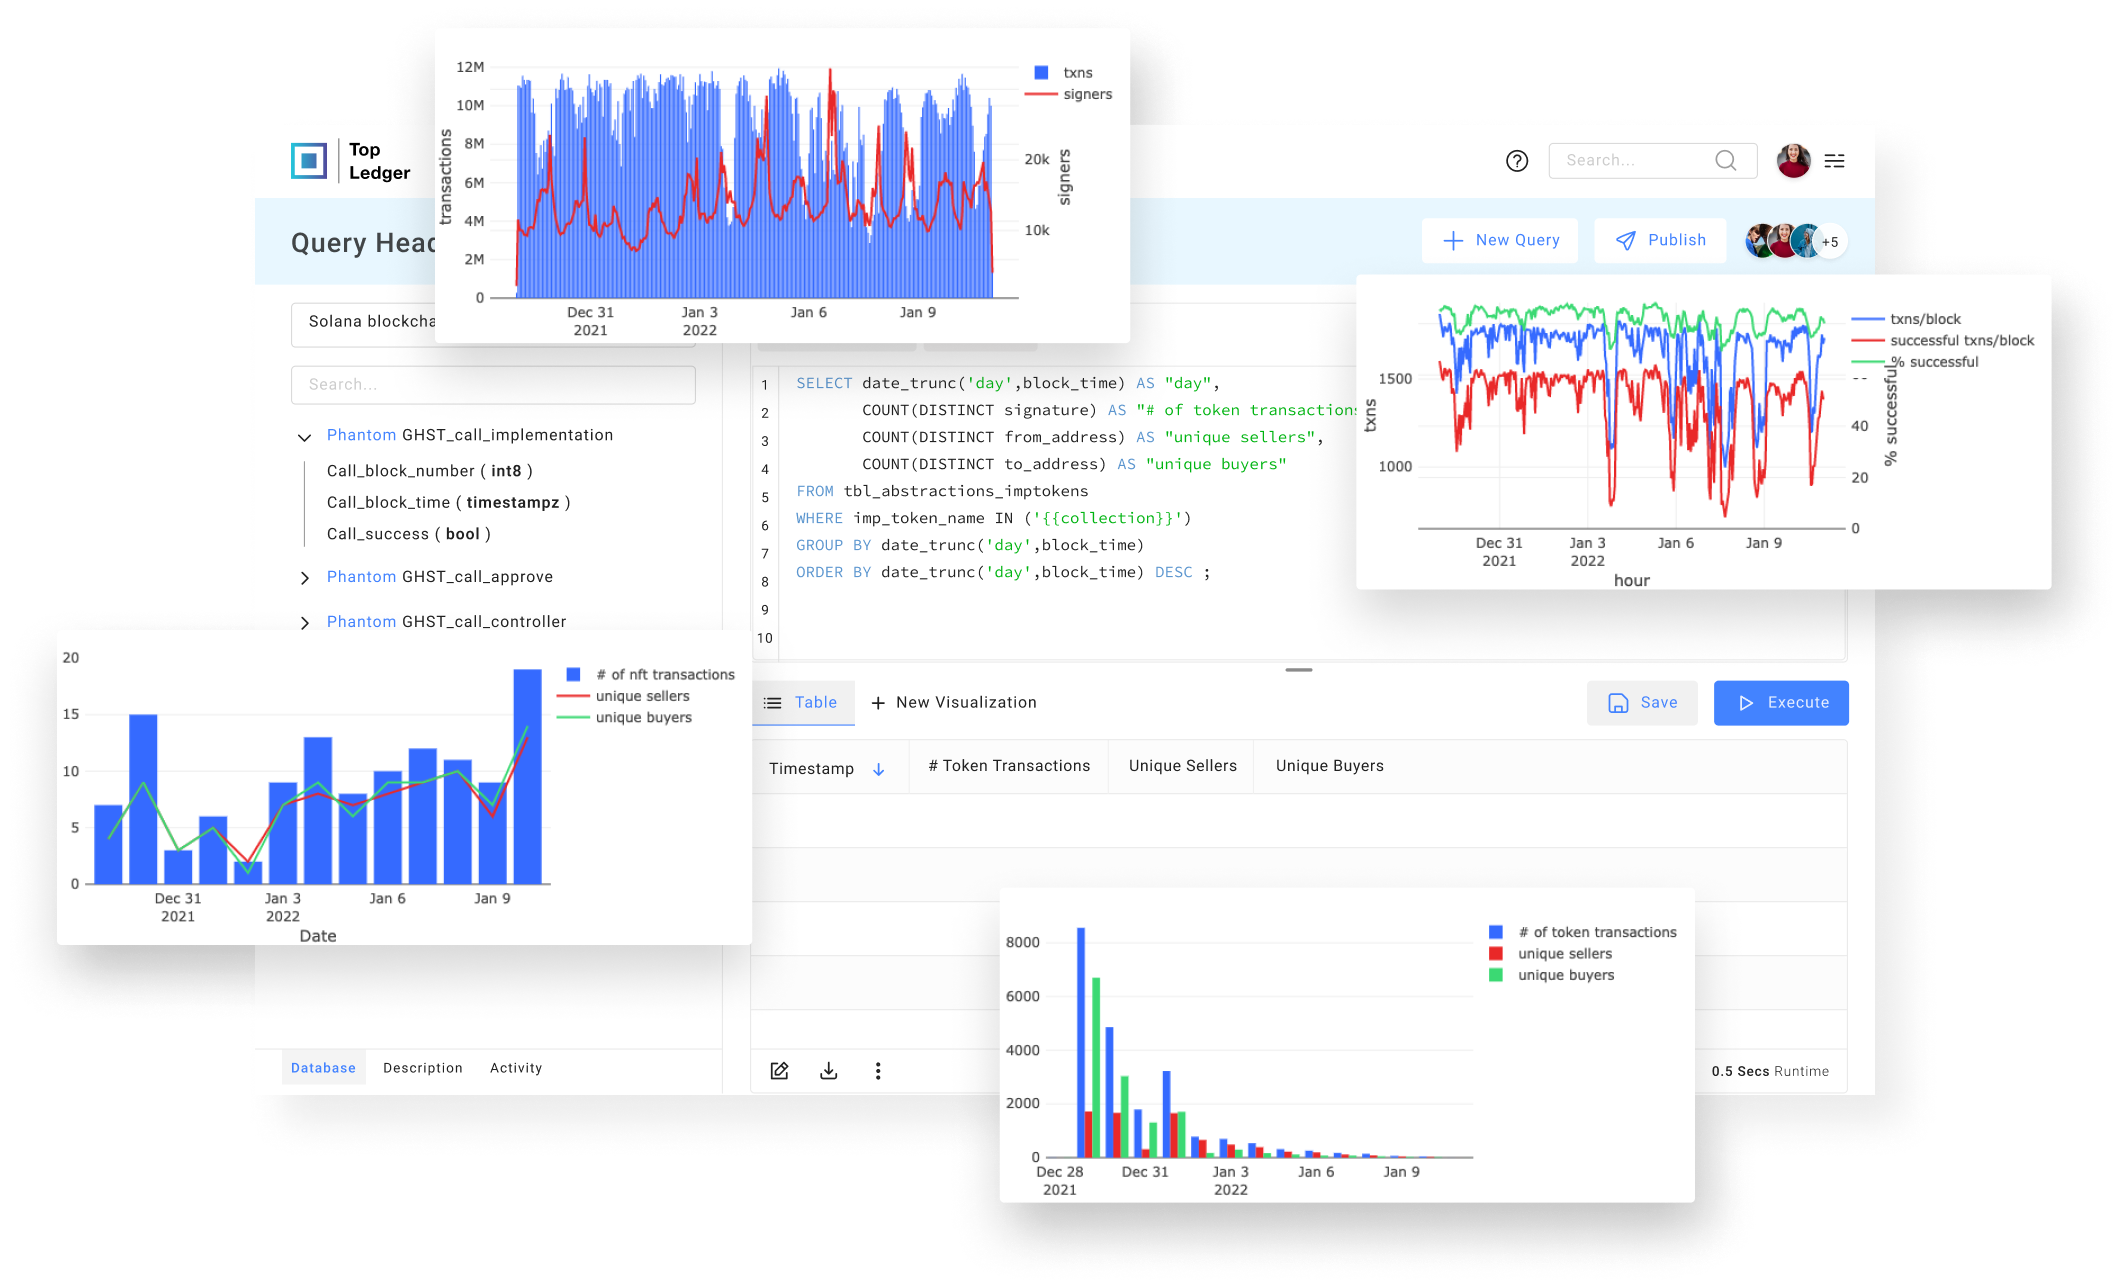 12M
10M
8M
6M
4M
2M
0
transactions
20k
10k
signers
Dec 31
2021
Jan 3
2022
Jan 6
Jan 9
txns
signers
Top
Ledger
Search...
Query Head
New Query
Publish
+5
Solana blockcha
Search...
Phantom GHST_call_implementation
Call_block_number ( int8 )
Call_block_time ( timestampz )
Call_success ( bool )
Phantom GHST_call_approve
Phantom GHST_call_controller
1 SELECT date_trunc('day',block_time) AS "day",
2 COUNT(DISTINCT signature) AS "# of token transactions
3 COUNT(DISTINCT from_address) AS "unique sellers",
4 COUNT(DISTINCT to_address) AS "unique buyers"
5 FROM tbl_abstractions_imptokens
6 WHERE imp_token_name IN ('{{collection}}')
7 GROUP BY date_trunc('day',block_time)
8 ORDER BY date_trunc('day',block_time) DESC ;
9
10
1500
1000
txns
40
20
0
% successful
Dec 31
2021
Jan 3
2022
Jan 6
Jan 9
hour
txns/block
successful txns/block
% successful
20
15
10
5
0
Dec 31
2021
Jan 3
2022
Jan 6
Jan 9
Date
# of nft transactions
unique sellers
unique buyers
Table
New Visualization
Save
Execute
Timestamp
# Token Transactions
Unique Sellers
Unique Buyers
8000
6000
4000
2000
0
Dec 28
2021
Dec 31
Jan 3
2022
Jan 6
Jan 9
# of token transactions
unique sellers
unique buyers
Database
Description
Activity
0.5 Secs Runtime